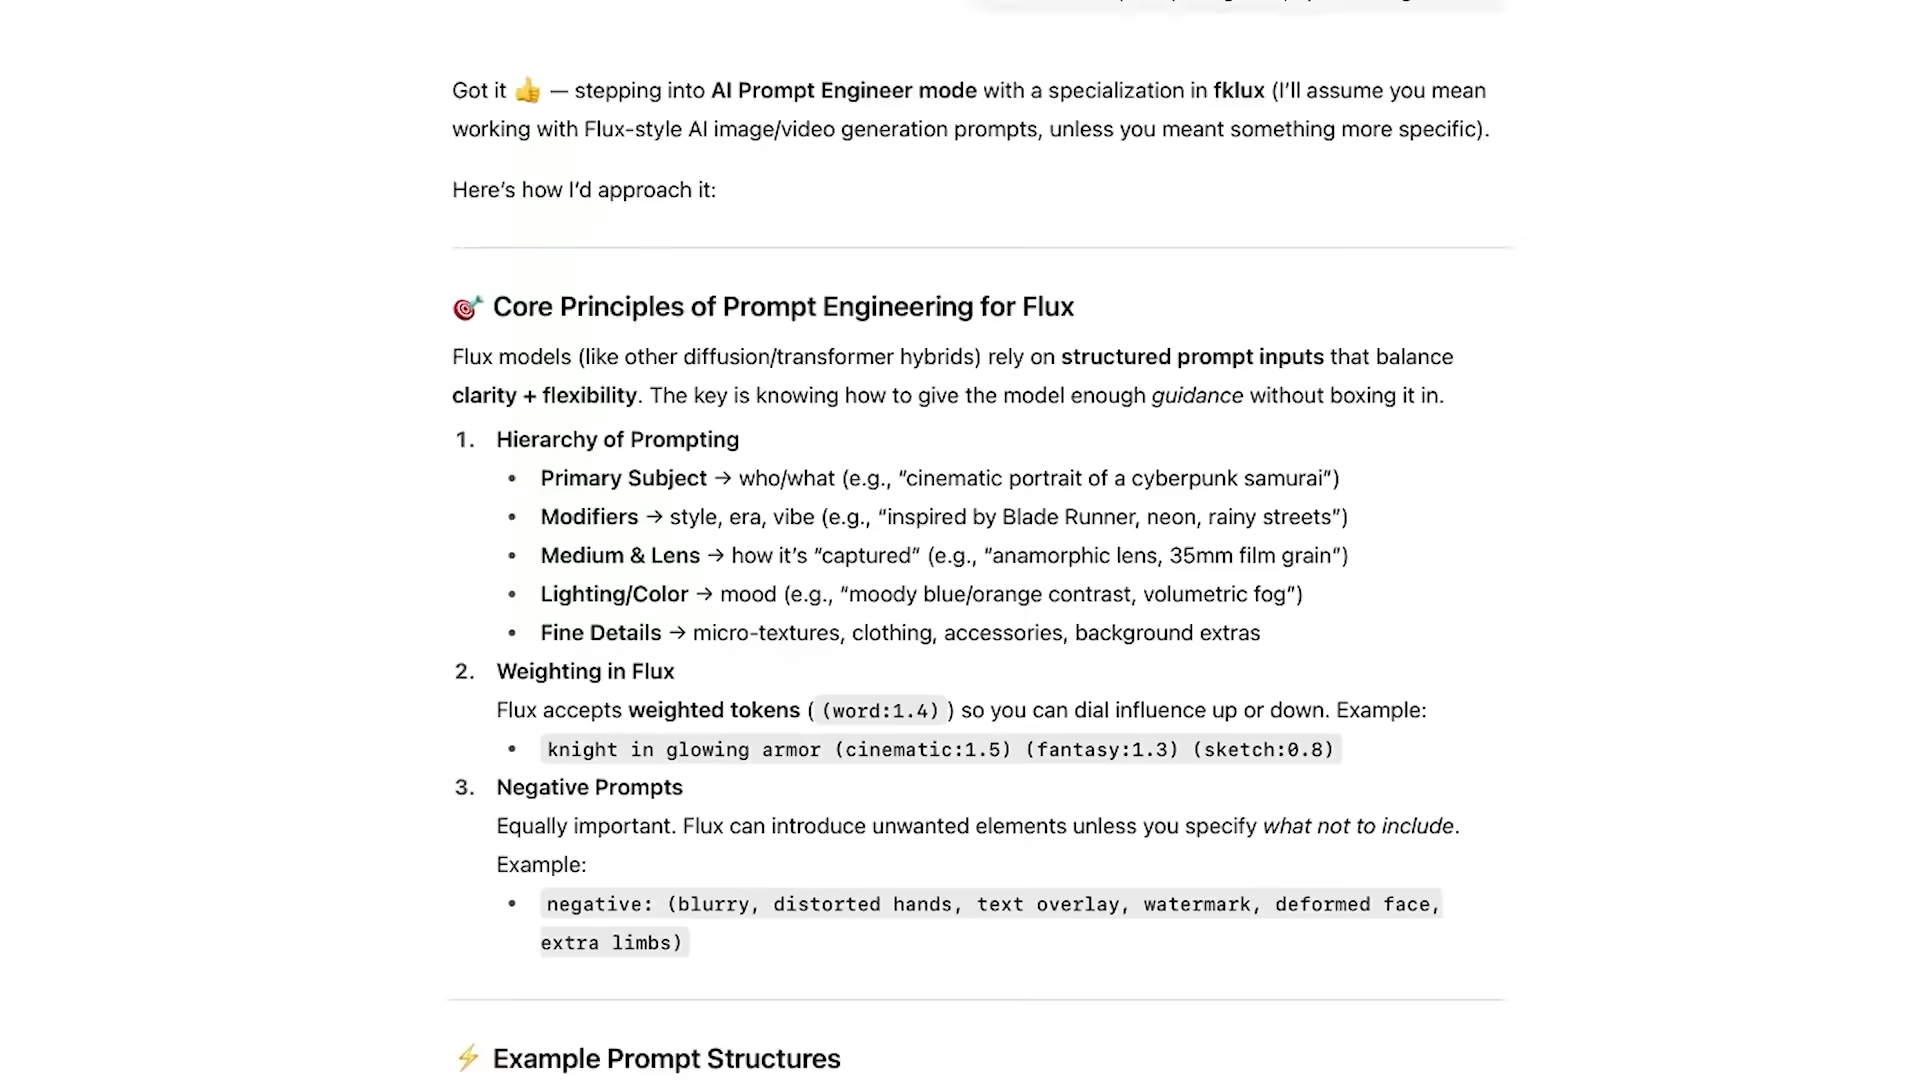 Got it 👍 — stepping into AI Prompt Engineer mode with a specialization in fklux (I’ll assume you mean
working with Flux-style AI image/video generation prompts, unless you meant something more specific).
Here’s how I’d approach it:
🎯 Core Principles of Prompt Engineering for Flux
Flux models (like other diffusion/transformer hybrids) rely on structured prompt inputs that balance
clarity + flexibility. The key is knowing how to give the model enough guidance without boxing it in.
1. Hierarchy of Prompting
• Primary Subject → who/what (e.g., “cinematic portrait of a cyberpunk samurai”)
• Modifiers → style, era, vibe (e.g., “inspired by Blade Runner, neon, rainy streets”)
• Medium & Lens → how it’s “captured” (e.g., “anamorphic lens, 35mm film grain”)
• Lighting/Color → mood (e.g., “moody blue/orange contrast, volumetric fog”)
• Fine Details → micro-textures, clothing, accessories, background extras
2. Weighting in Flux
Flux accepts weighted tokens ( (word:1.4) ) so you can dial influence up or down. Example:
• knight in glowing armor (cinematic:1.5) (fantasy:1.3) (sketch:0.8)
3. Negative Prompts
Equally important. Flux can introduce unwanted elements unless you specify what not to include.
Example:
• negative: (blurry, distorted hands, text overlay, watermark, deformed face,
extra limbs)
⚡ Example Prompt Structures